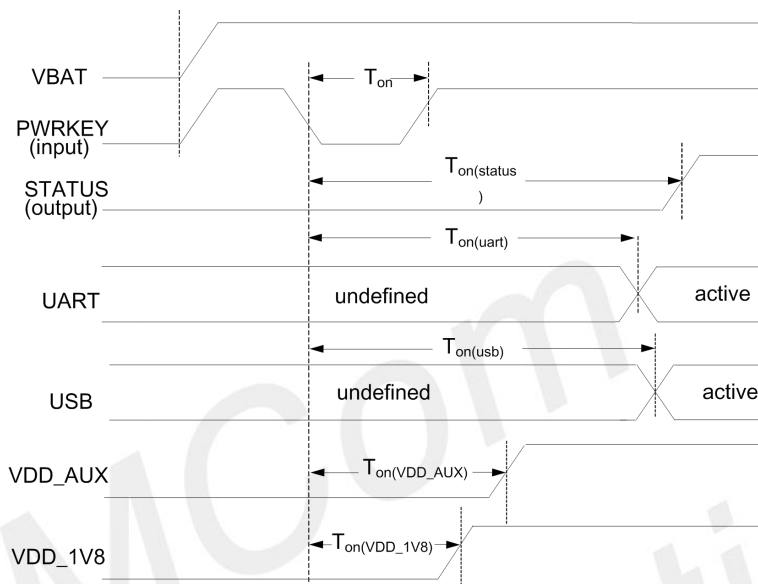 VBAT
Ton
PWRKEY
(input)
Ton(status
)
STATUS
(output)
Ton(uart)
UART
undefined
active
Ton(usb)
USB
undefined
active
VDD_AUX
Ton(VDD_AUX)
VDD_1V8
Ton(VDD_1V8)
MCom